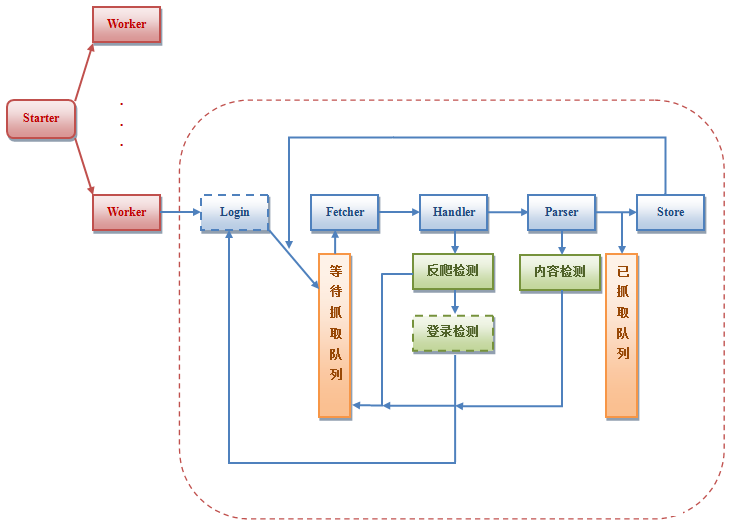 Worker
Starter
Worker
Login
Fetcher
Handler
Parser
Store
等
待
抓
取
队
列
反爬检测
内容检测
已
抓
取
队
列
登录检测